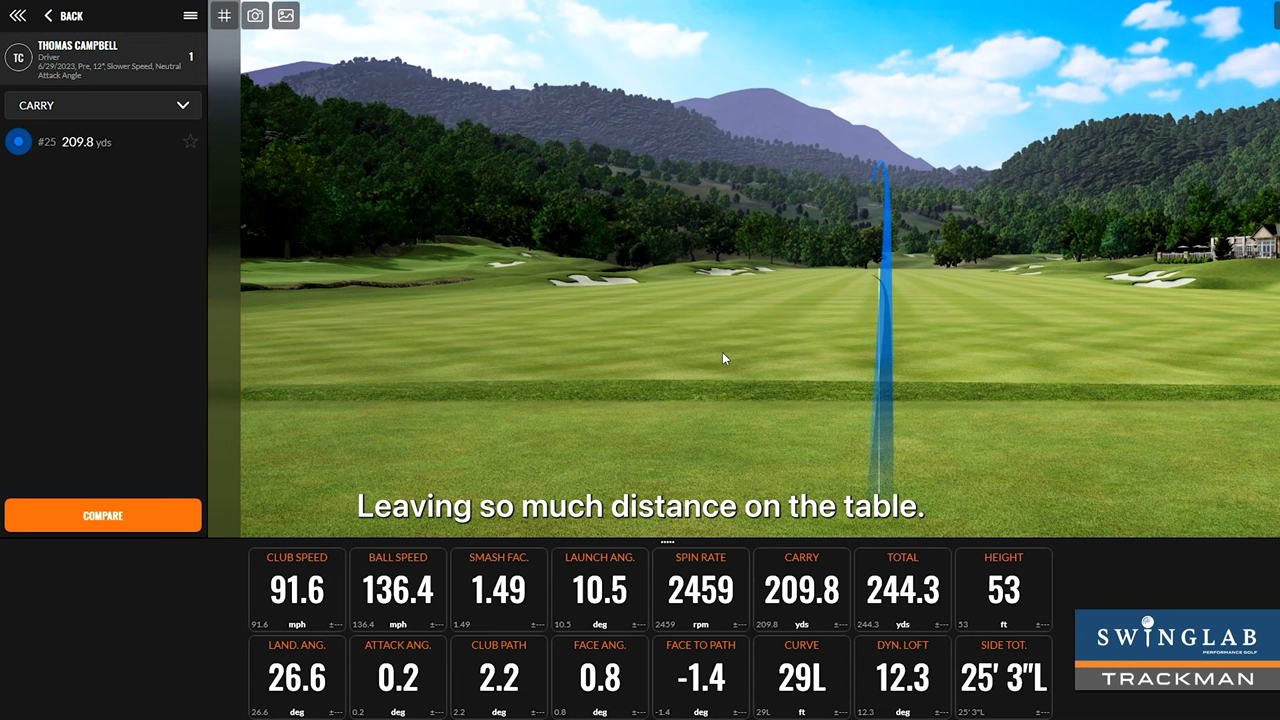 BACK
TC
THOMAS CAMPBELL
Driver
6/29/2023, Pre, 12°, Slower Speed, Neutral
Attack Angle
1
CARRY
#25 209.8 yds
COMPARE
Leaving so much distance on the table.
CLUB SPEED BALL SPEED SMASH FAC. LAUNCH ANG. SPIN RATE CARRY TOTAL HEIGHT
91.6 136.4 1.49 10.5 2459 209.8 244.3 53
91.6 mph ±--- 136.4 mph ±--- 1.49 ±--- 10.5 deg ±--- 2459 rpm ±--- 209.8 yds ±--- 244.3 yds ±--- 53 ft ±---
LAND. ANG. ATTACK ANG. CLUB PATH FACE ANG. FACE TO PATH CURVE DYN. LOFT SIDE TOT.
26.6 0.2 2.2 0.8 -1.4 29L 12.3 25' 3"L
26.6 deg ±--- 0.2 deg ±--- 2.2 deg ±--- 0.8 deg ±--- -1.4 deg ±--- 29L ft ±--- 12.3 deg ±--- 25' 3"L ±---
SWINGLAB
PERFORMANCE GOLF
TRACKMAN